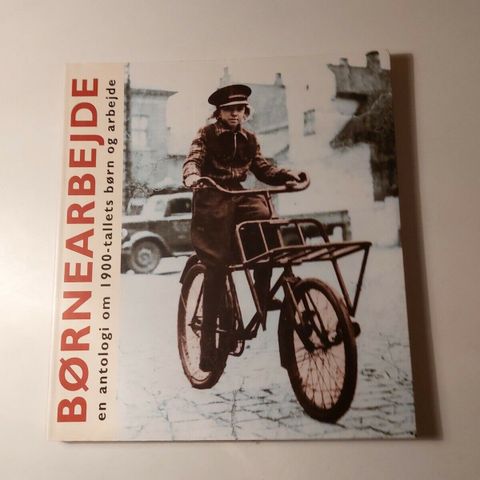 BØRNEARBEJDE
en antologi om 1900-tallets børn og arbejde